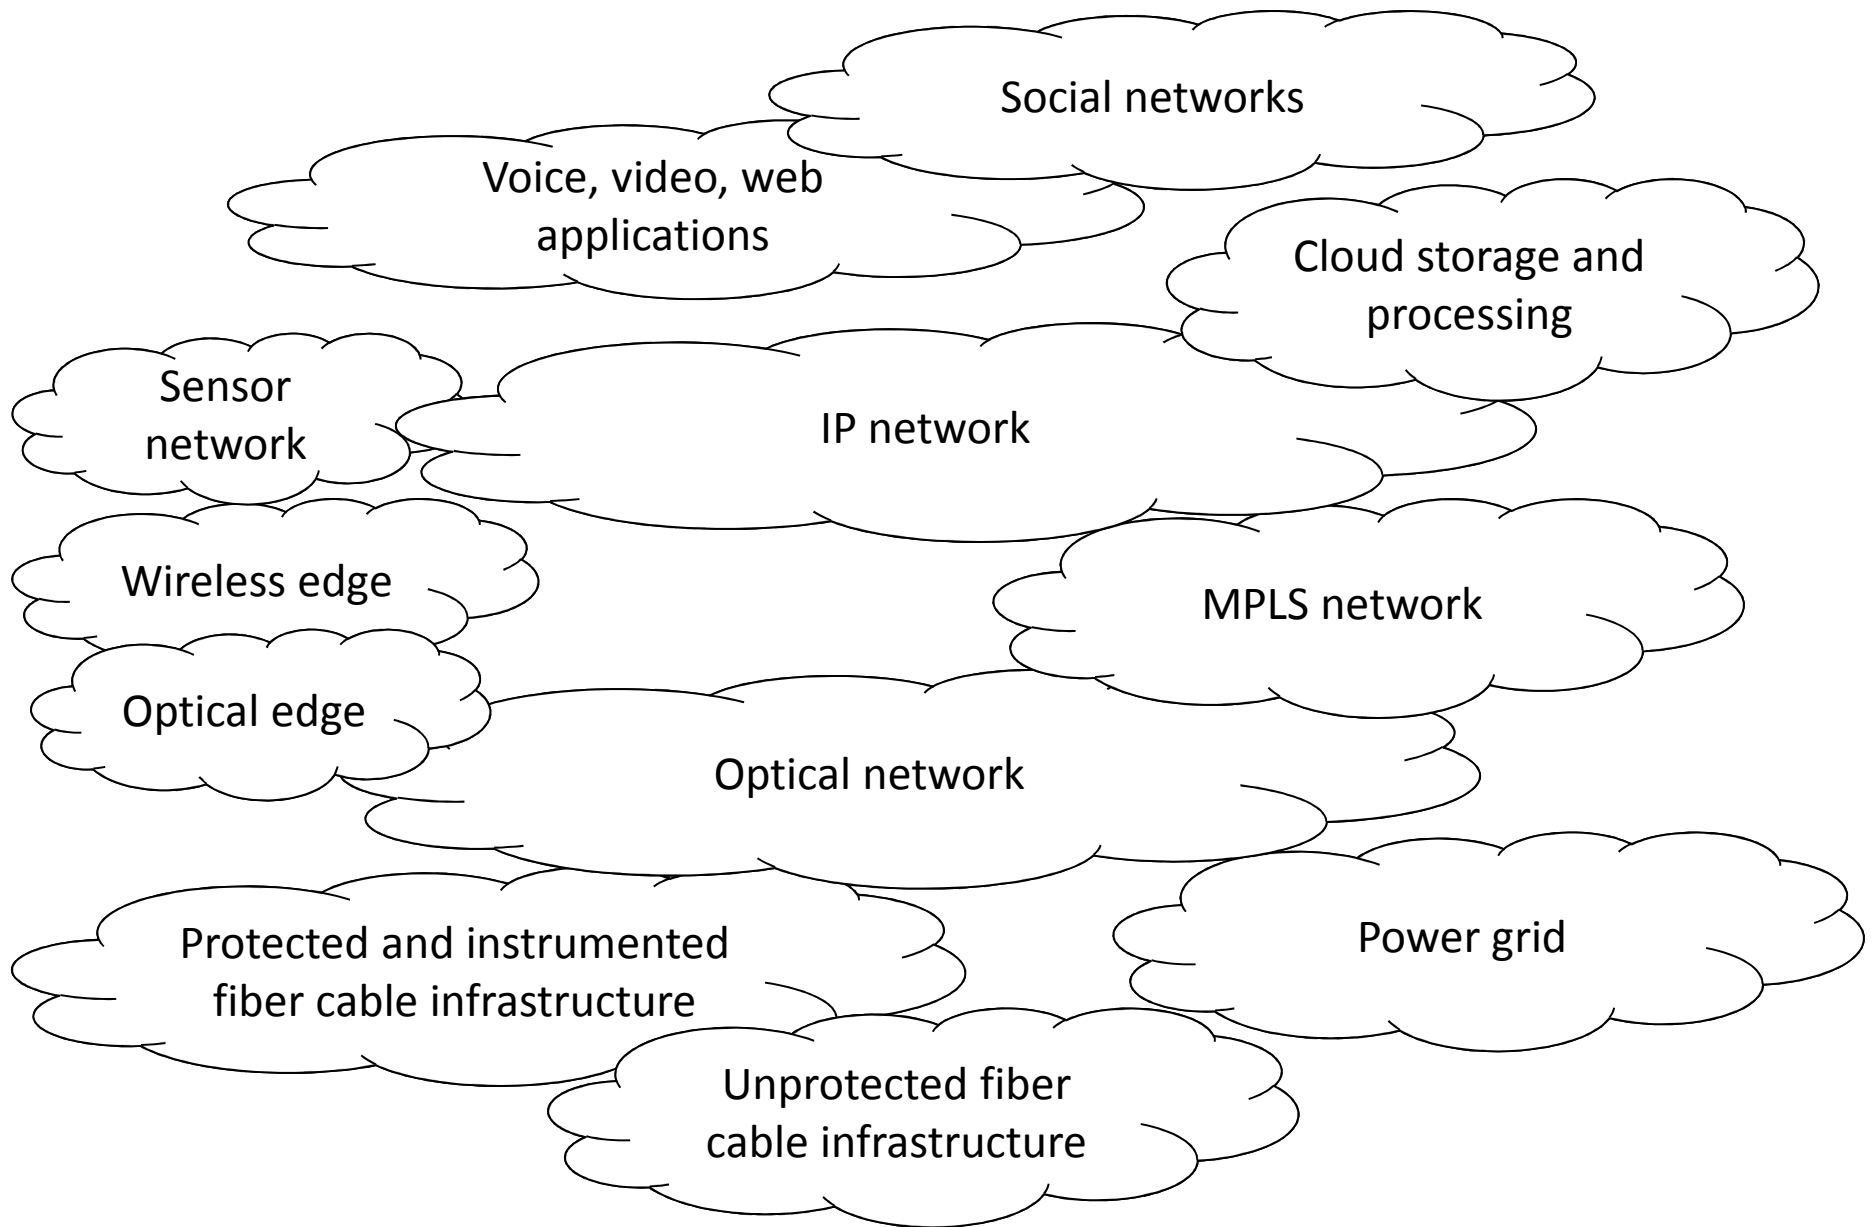 Social networks
Voice, video, web
applications
Cloud storage and
processing
Sensor
network
IP network
Wireless edge
MPLS network
Optical edge
Optical network
Protected and instrumented
fiber cable infrastructure
Power grid
Unprotected fiber
cable infrastructure